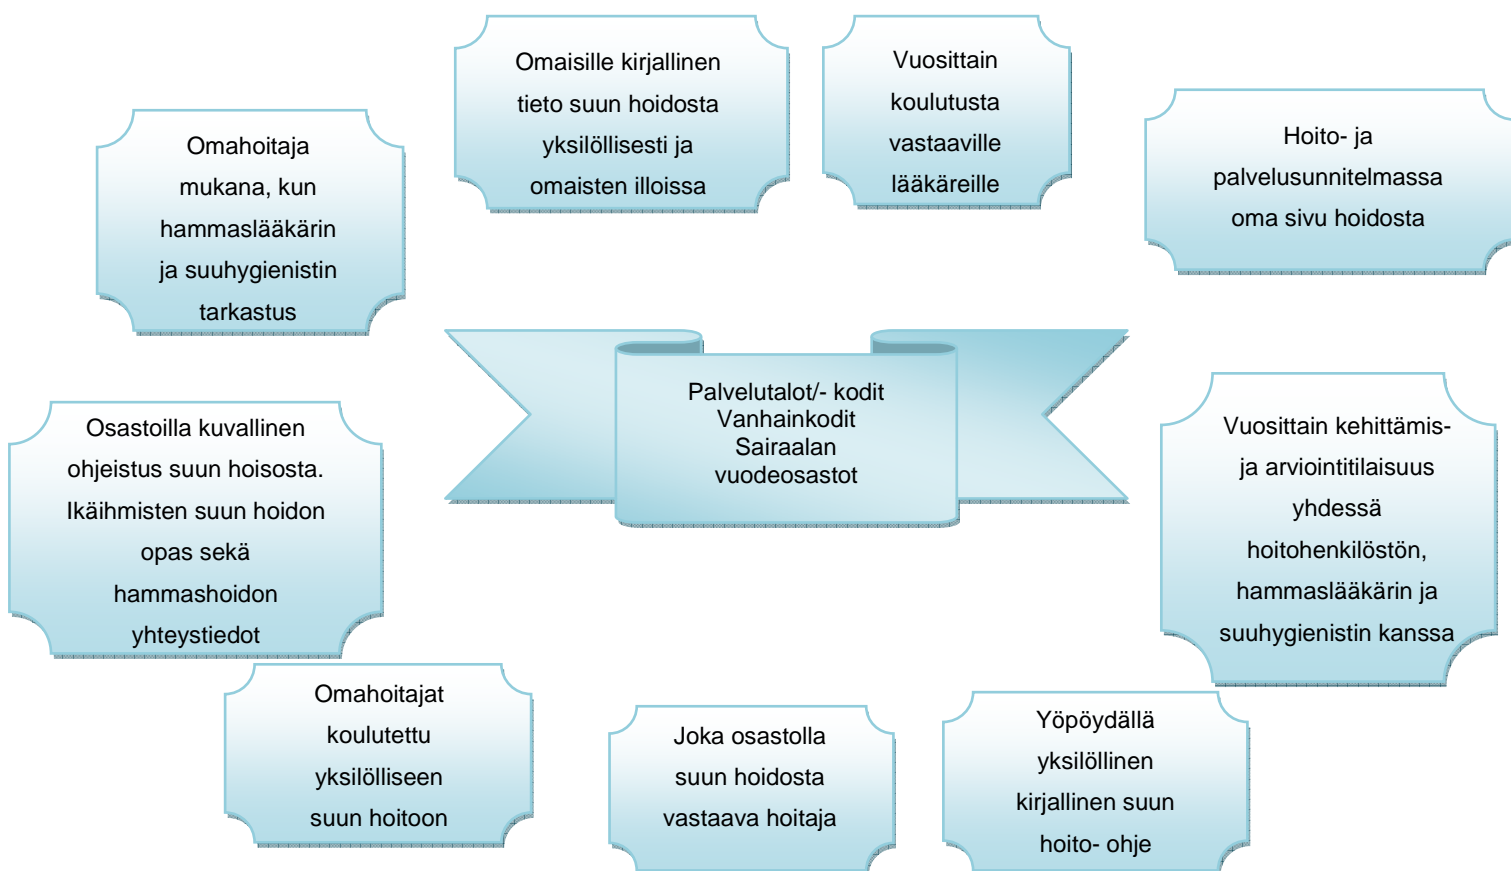 Omaisille kirjallinen
tieto suun hoidosta
yksilöllisesti ja
omaisten illoissa
Vuosittain
koulutusta
vastaaville
lääkäreille
Omahoitaja
mukana, kun
hammaslääkärin
ja suuhygienistin
tarkastus
Hoito- ja
palvelusunnitelmassa
oma sivu hoidosta
Palvelutalot/- kodit
Vanhainkodit
Sairaalan
vuodeosastot
Osastoilla kuvallinen
ohjeistus suun hoisosta.
Ikäihmisten suun hoidon
opas sekä
hammashoidon
yhteystiedot
Vuosittain kehittämis-
ja arviointitilaisuus
yhdessä
hoitohenkilöstön,
hammaslääkärin ja
suuhygienistin kanssa
Omahoitajat
koulutettu
yksilölliseen
suun hoitoon
Joka osastolla
suun hoidosta
vastaava hoitaja
Yöpöydällä
yksilöllinen
kirjallinen suun
hoito- ohje